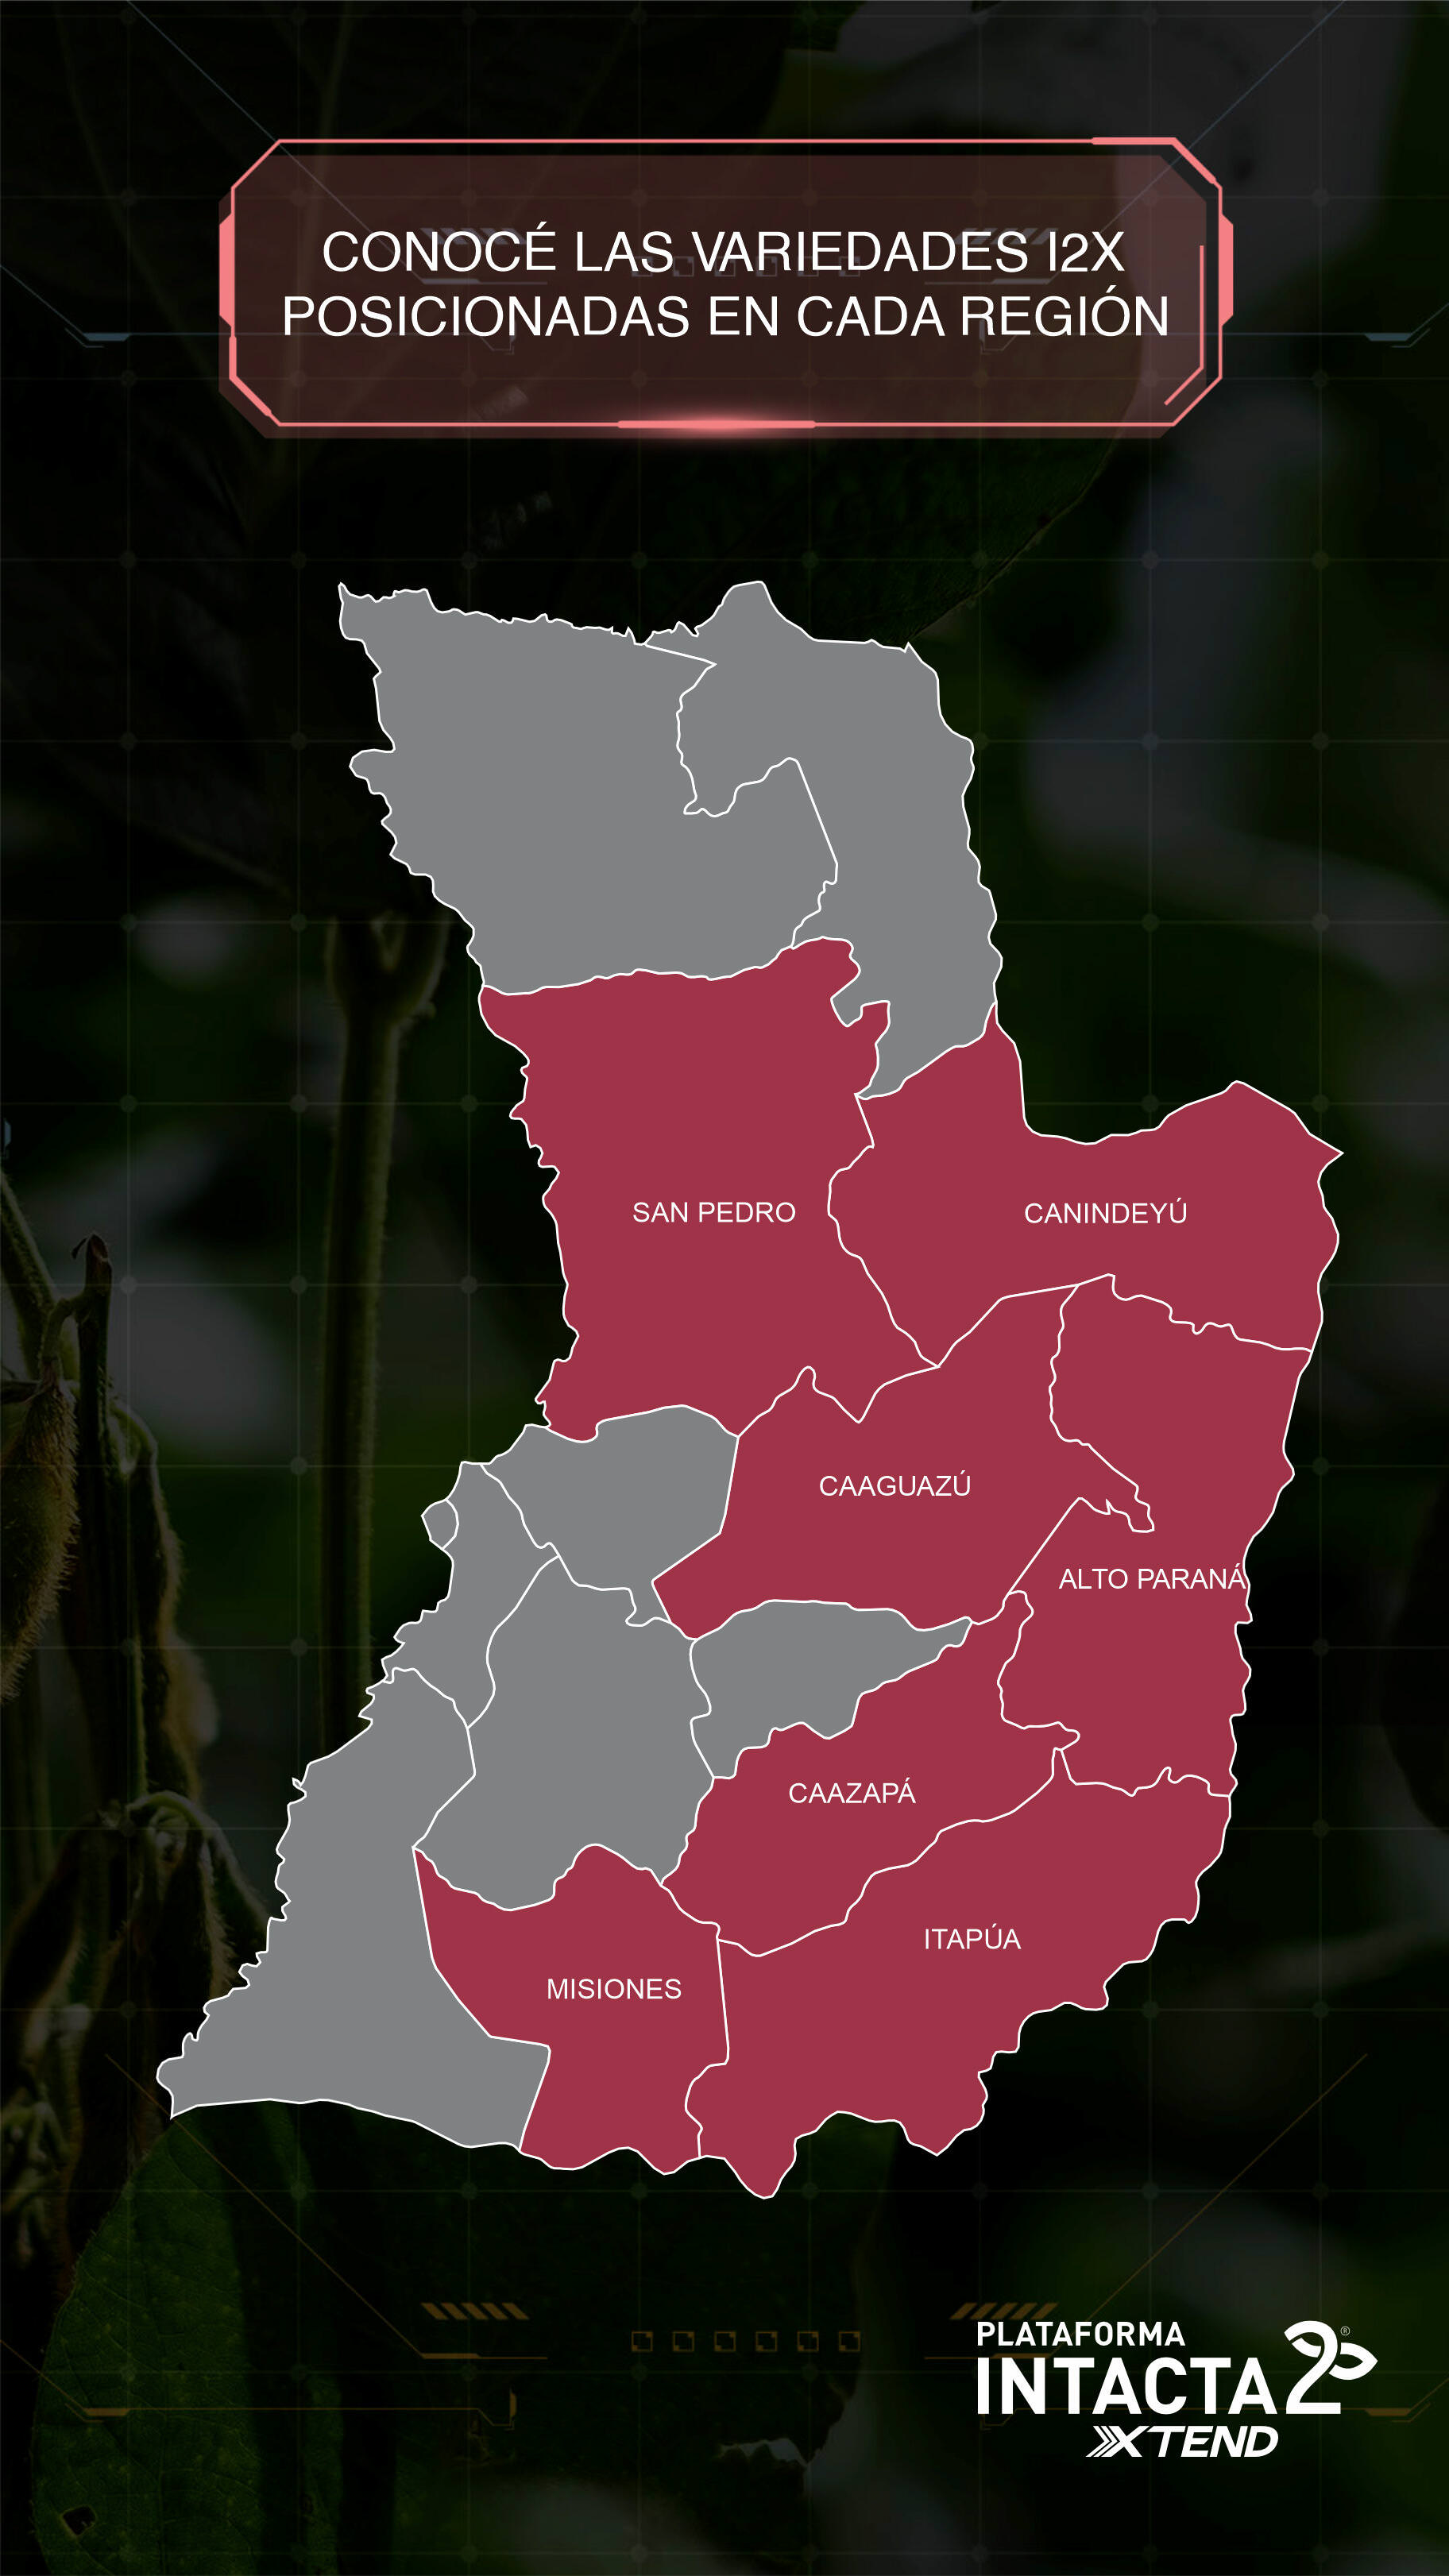 CONOCÉ LAS VARIEDADES I2X
POSICIONADAS EN CADA REGIÓN
SAN PEDRO
CANINDEYÚ
CAAGUAZÚ
ALTO PARANÁ
CAAZAPÁ
ITAPÚA
MISIONES
PLATAFORMA
INTACTA 2®
XTEND